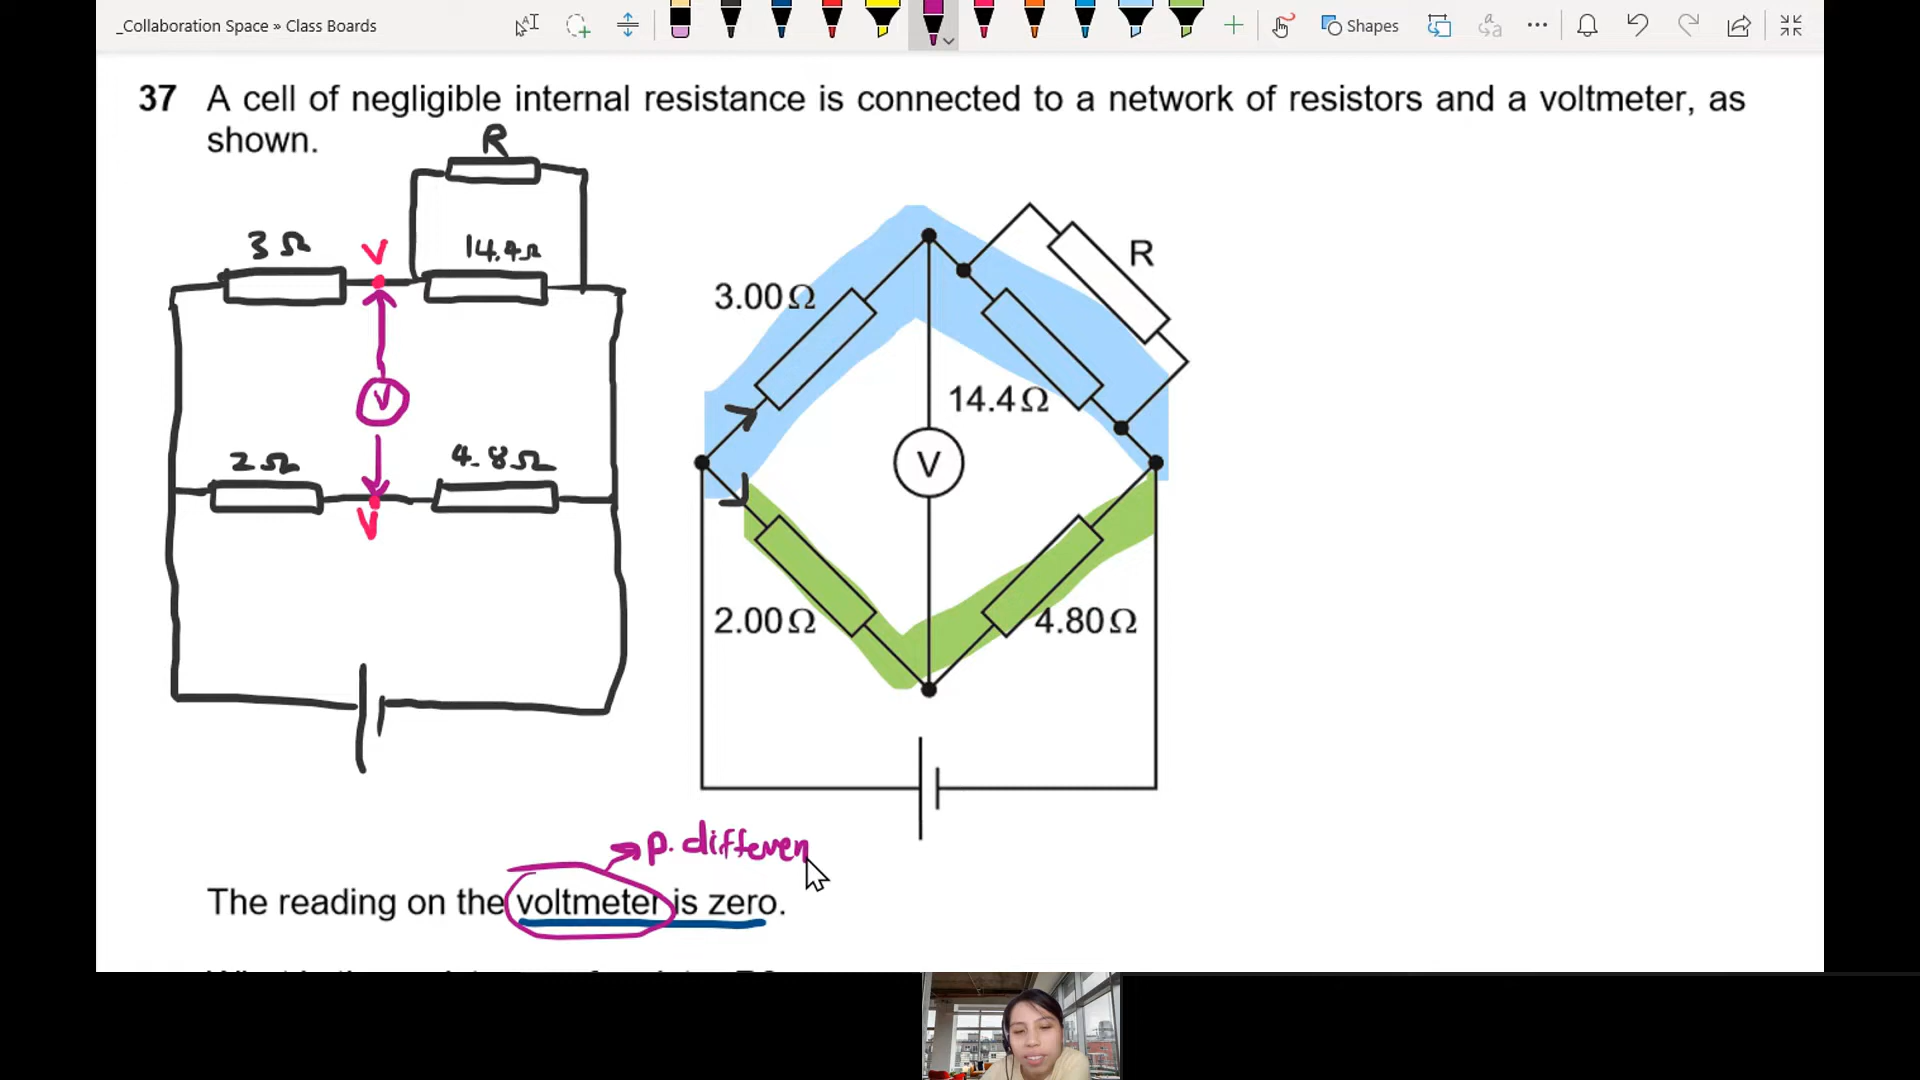 _Collaboration Space » Class Boards
Shapes
37 A cell of negligible internal resistance is connected to a network of resistors and a voltmeter, as
shown.
R
3Ω
V
14.4Ω
V
2Ω
4.8Ω
V
R
3.00Ω
14.4Ω
V
2.00Ω
4.80Ω
p. differen
The reading on the voltmeter is zero.